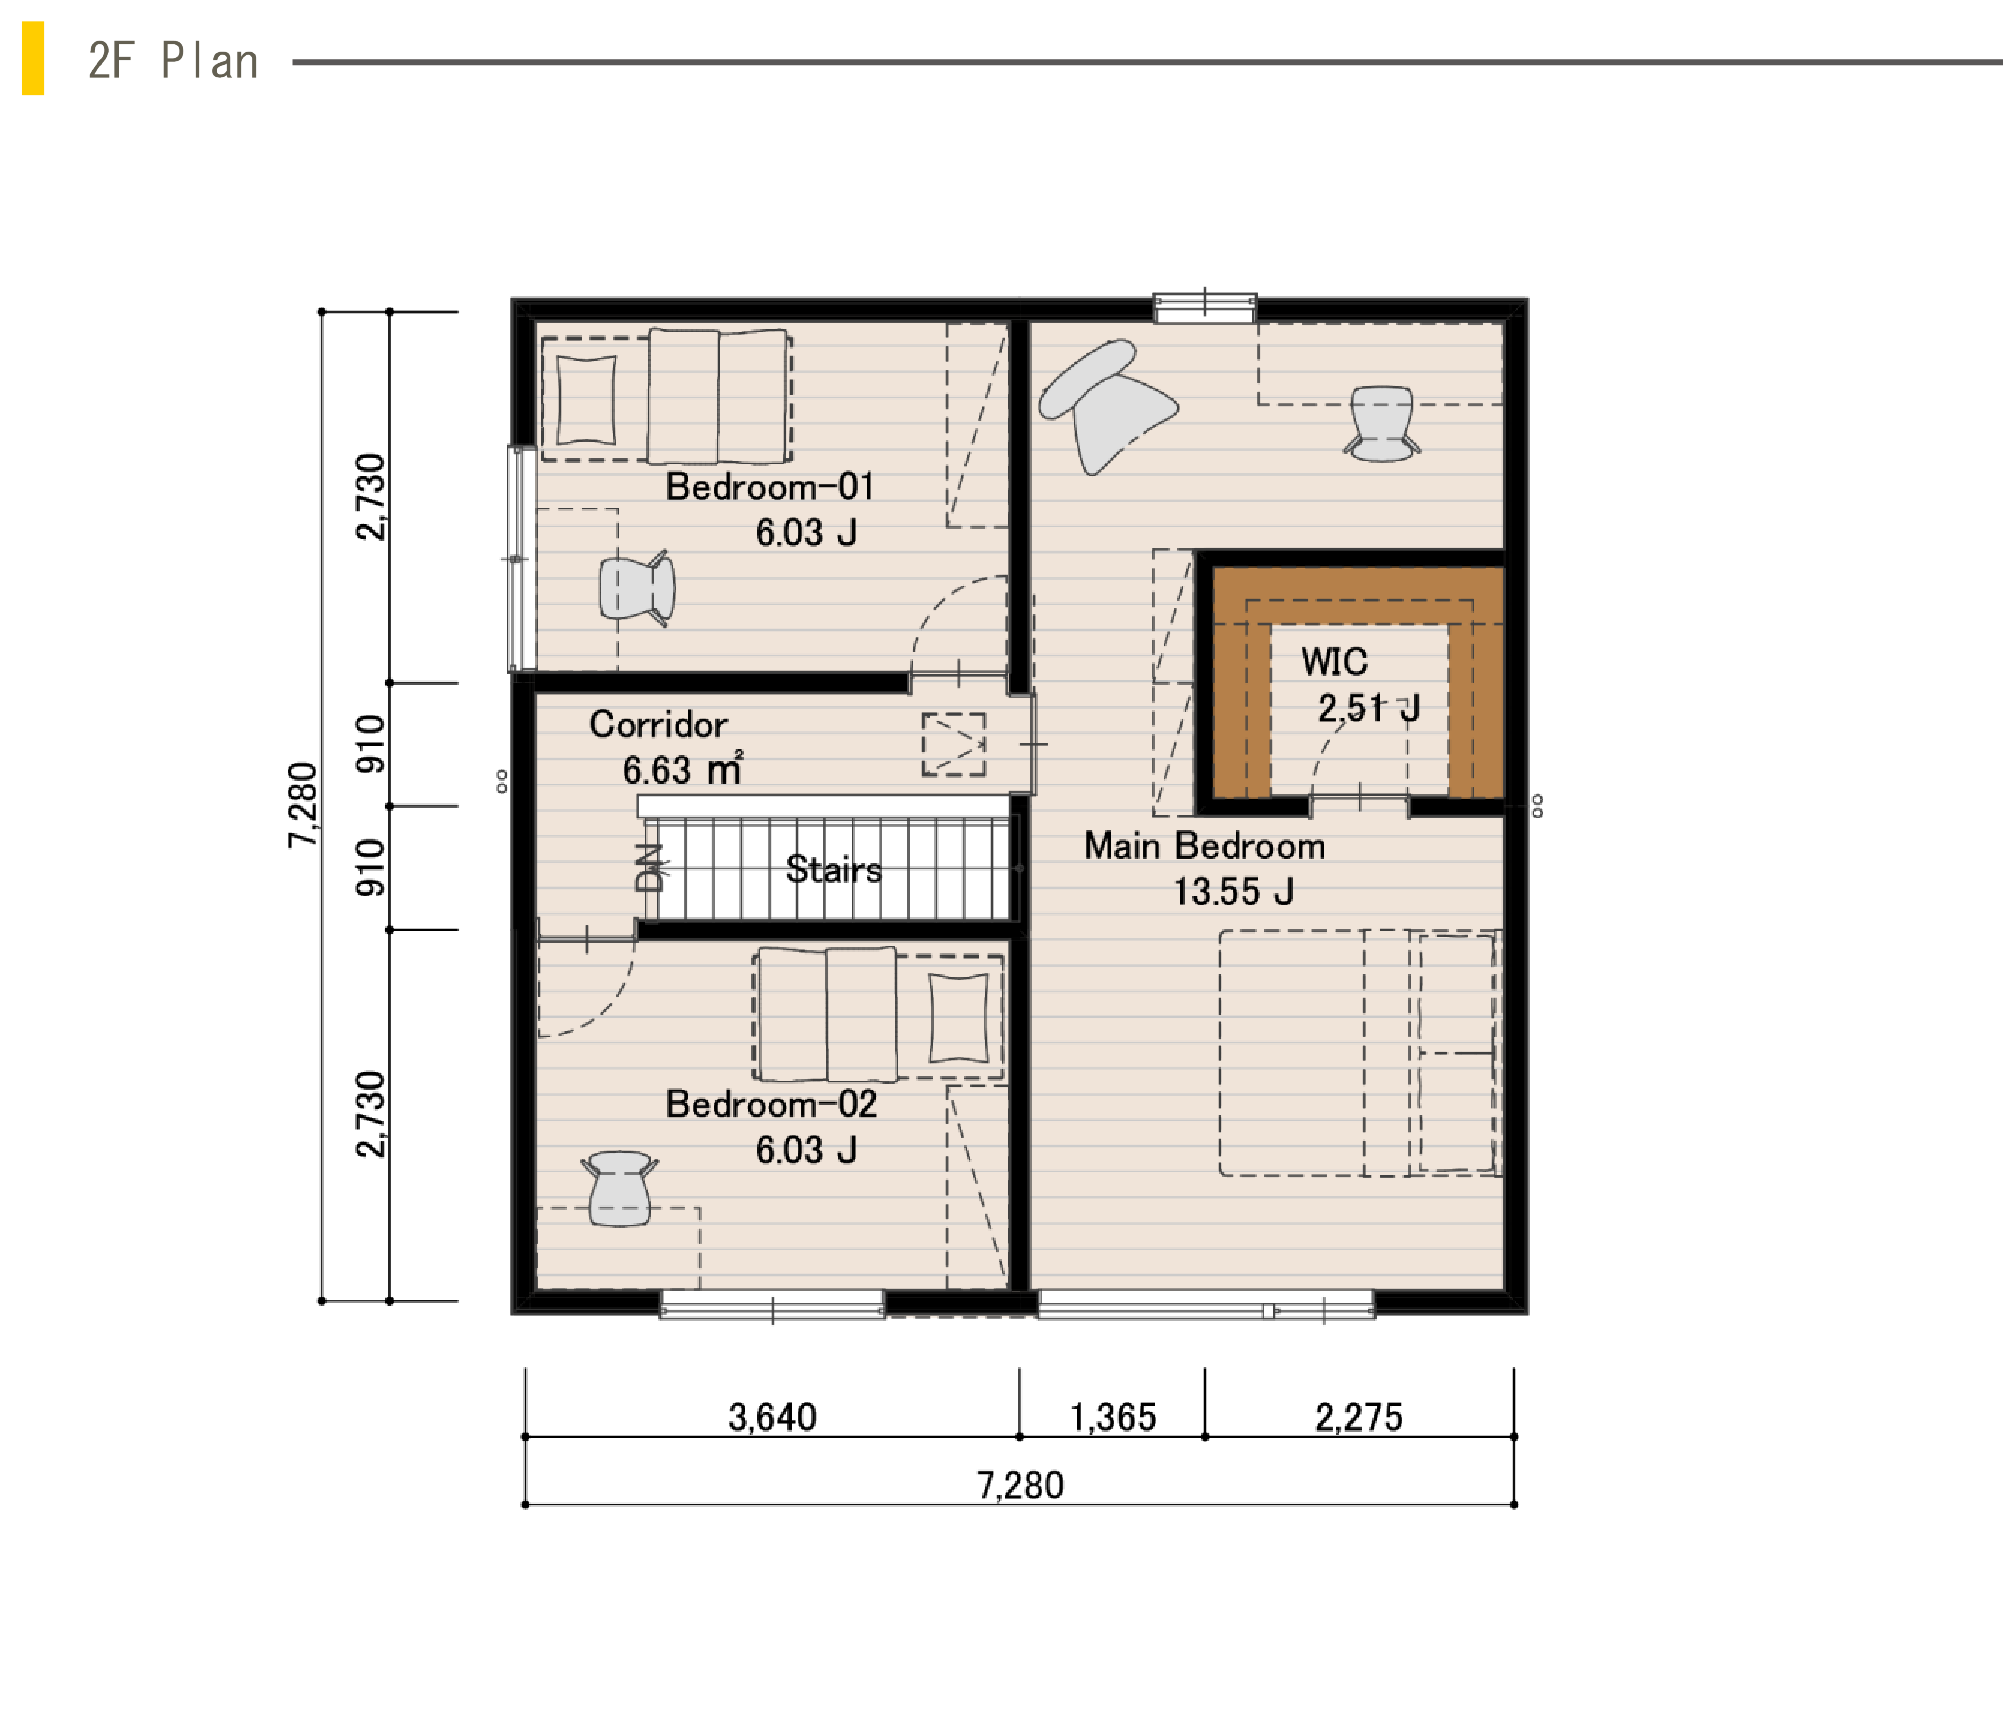 2F Plan
Bedroom-01
6.03 J
2,730
WIC
2.51 J
Corridor
6.63 ㎡
910
7,280
910
DN
Stairs
Main Bedroom
13.55 J
2,730
Bedroom-02
6.03 J
3,640
1,365
2,275
7,280